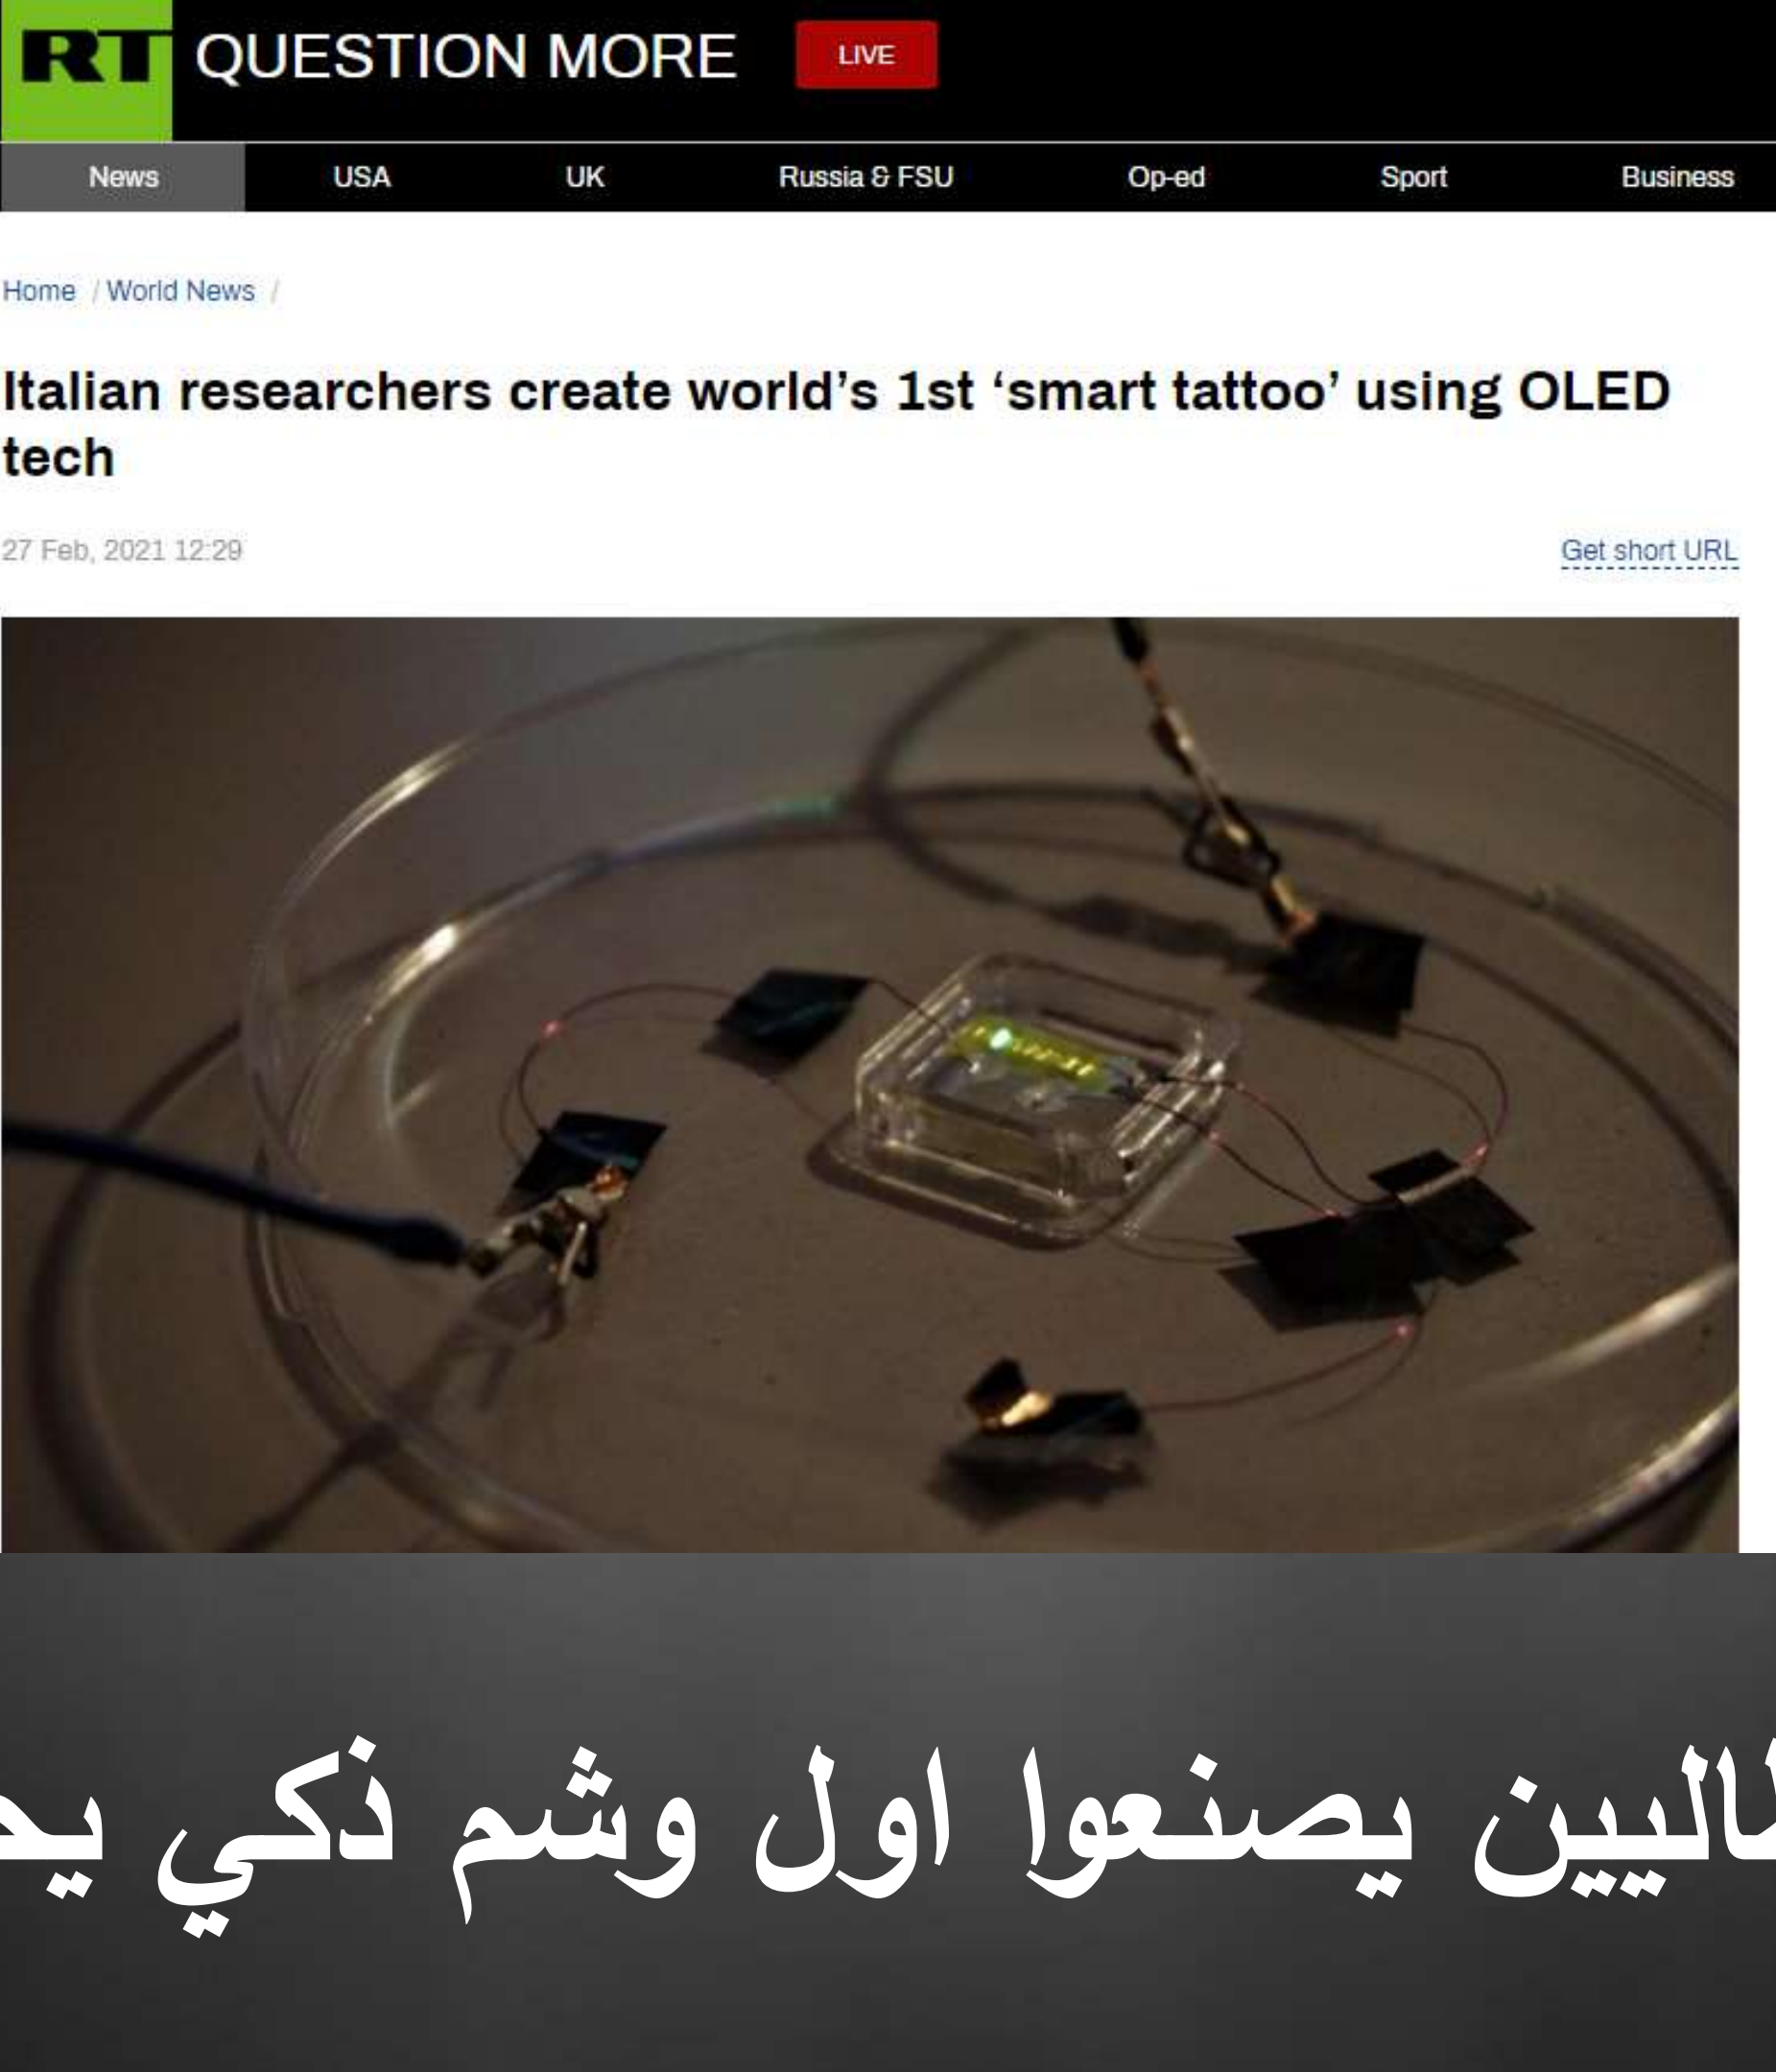 RT QUESTION MORE LIVE
News USA UK Russia & FSU Op-ed Sport Business
Home / World News /
Italian researchers create world’s 1st ‘smart tattoo’ using OLED
tech
27 Feb, 2021 12:29 Get short URL
يصنعوا اول وشم ذكي